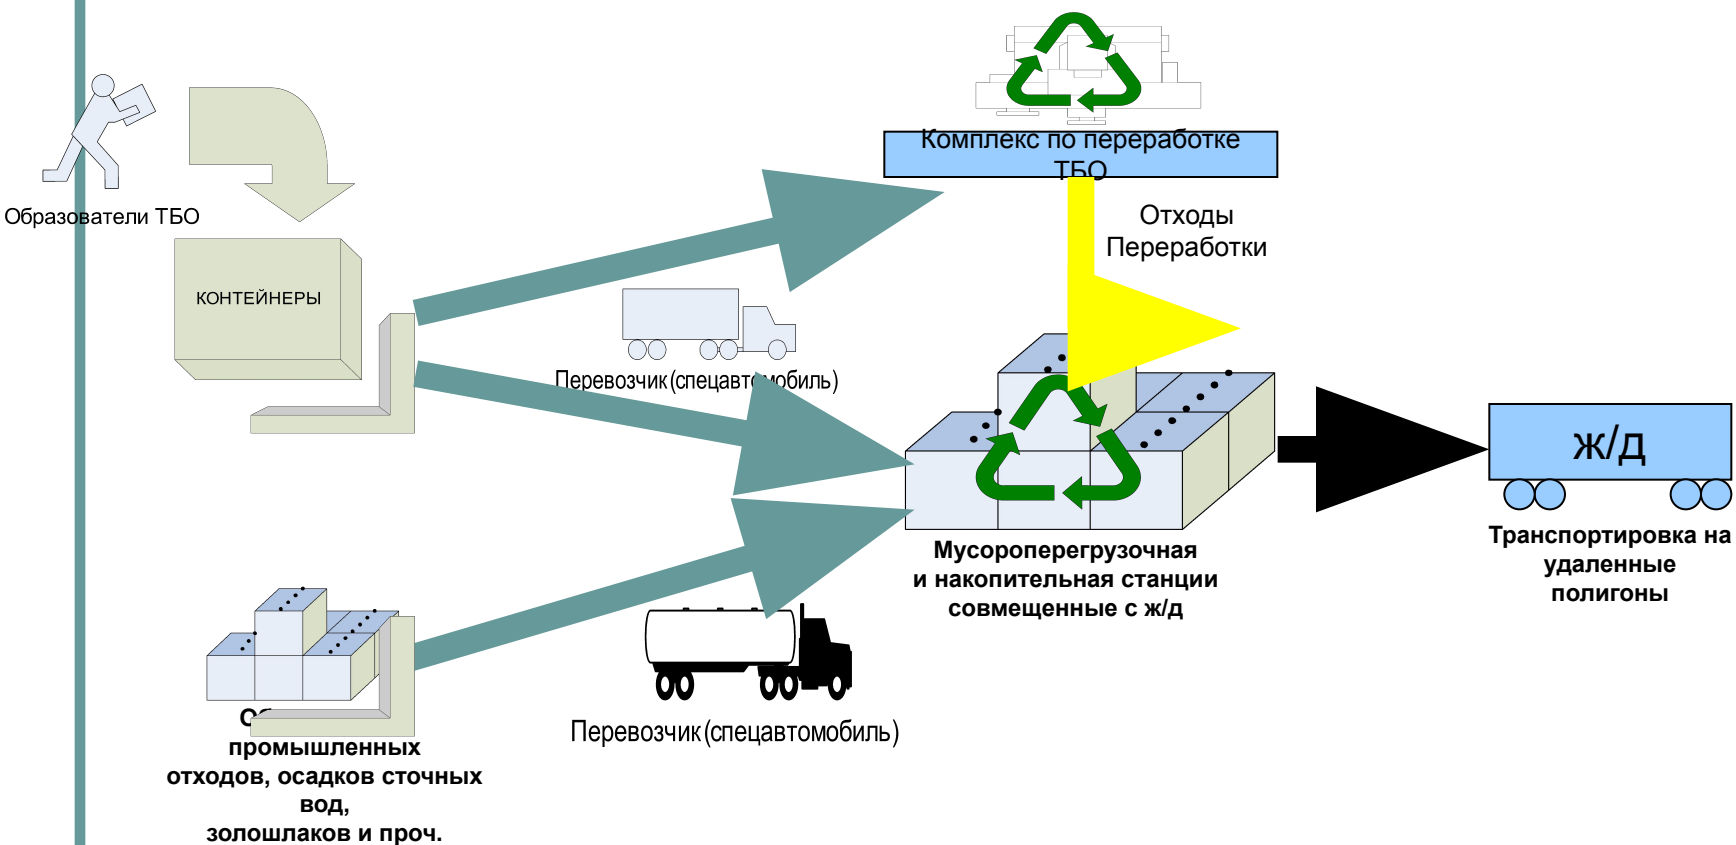 Комплекс по переработке
ТБО
Образователи ТБО
Отходы
Переработки
КОНТЕЙНЕРЫ
Перевозчик (спецавтомобиль)
ж/д
Транспортировка на
удаленные
полигоны
Мусороперегрузочная
и накопительная станции
совмещенные с ж/д
Перевозчик (спецавтомобиль)
промышленных
отходов, осадков сточных
вод,
золошлаков и проч.